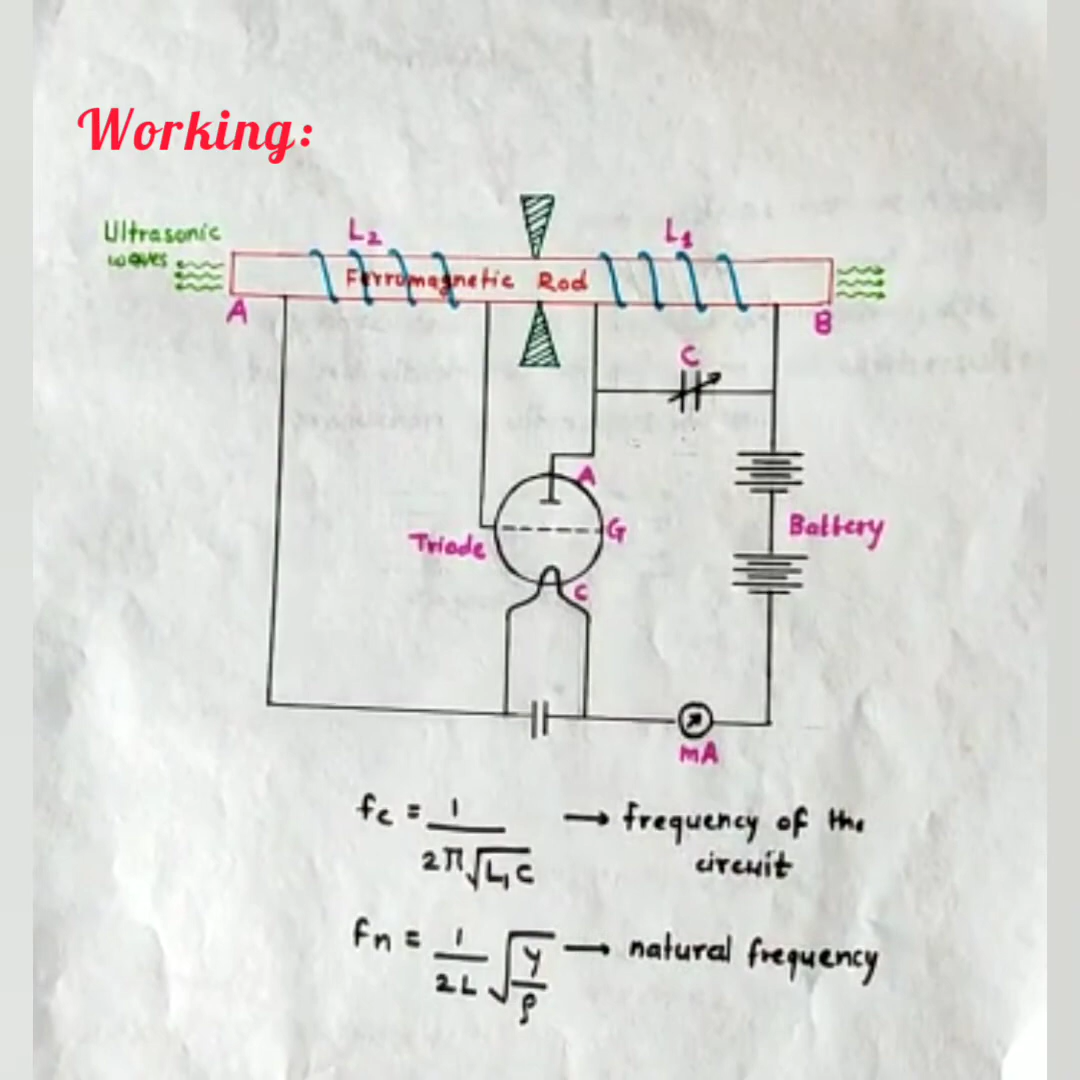 Working:
Ultrasonic
waves
L₂
L₁
Ferromagnetic Rod
A
B
C
A
G
Triode
C
Battery
mA
fc = 1 / 2π√L₁C → frequency of the
circuit
fn = 1 / 2L √Y/ρ → natural frequency